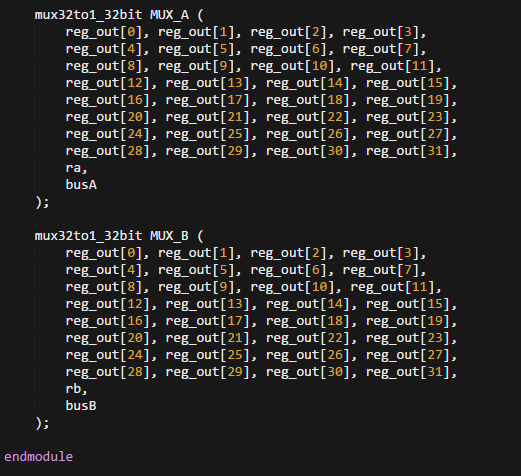 mux32to1_32bit MUX_A (
reg_out[0], reg_out[1], reg_out[2], reg_out[3],
reg_out[4], reg_out[5], reg_out[6], reg_out[7],
reg_out[8], reg_out[9], reg_out[10], reg_out[11],
reg_out[12], reg_out[13], reg_out[14], reg_out[15],
reg_out[16], reg_out[17], reg_out[18], reg_out[19],
reg_out[20], reg_out[21], reg_out[22], reg_out[23],
reg_out[24], reg_out[25], reg_out[26], reg_out[27],
reg_out[28], reg_out[29], reg_out[30], reg_out[31],
ra,
busA
);
mux32to1_32bit MUX_B (
reg_out[0], reg_out[1], reg_out[2], reg_out[3],
reg_out[4], reg_out[5], reg_out[6], reg_out[7],
reg_out[8], reg_out[9], reg_out[10], reg_out[11],
reg_out[12], reg_out[13], reg_out[14], reg_out[15],
reg_out[16], reg_out[17], reg_out[18], reg_out[19],
reg_out[20], reg_out[21], reg_out[22], reg_out[23],
reg_out[24], reg_out[25], reg_out[26], reg_out[27],
reg_out[28], reg_out[29], reg_out[30], reg_out[31],
rb,
busB
);
endmodule